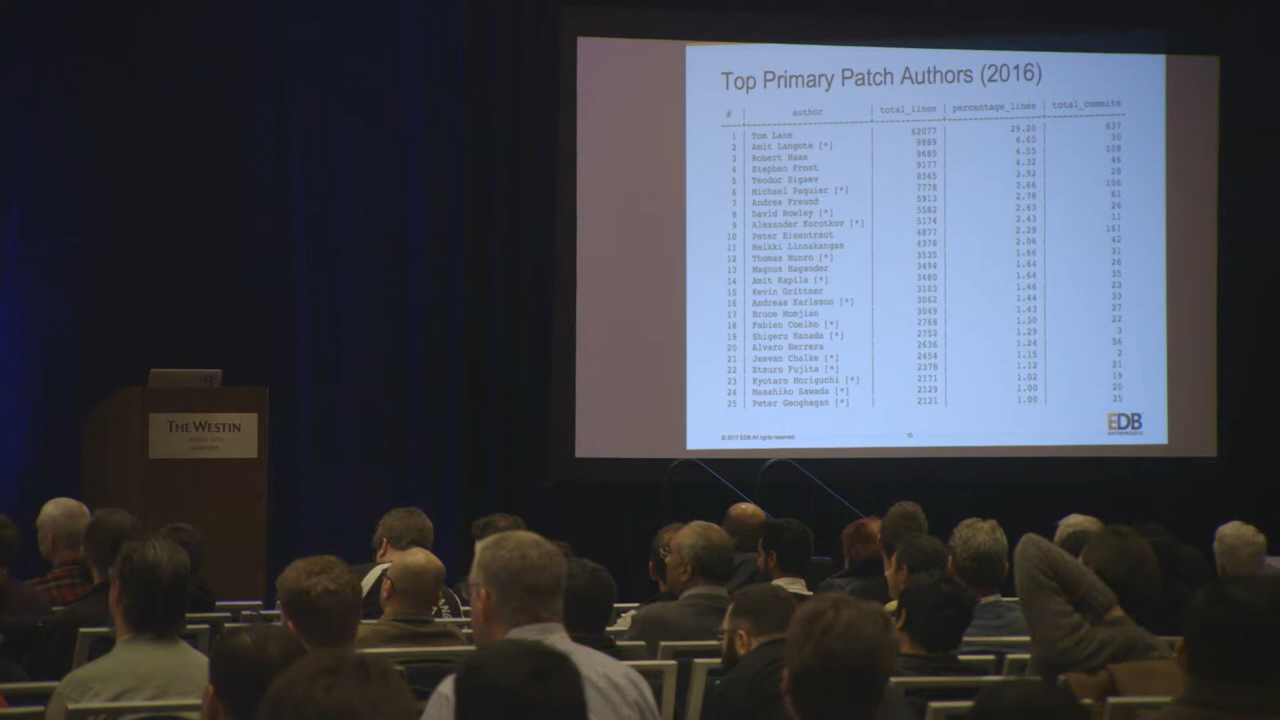 Top Primary Patch Authors (2016)
# | author | total_lines | percentage_lines | total_commits
1 | Tom Lane | 62077 | 29.20 | 637
2 | Amit Langote [*] | 9889 | 4.65 | 30
3 | Robert Haas | 9685 | 4.55 | 108
4 | Stephen Frost | 9177 | 4.32 | 46
5 | Teodor Sigaev | 8345 | 3.92 | 28
6 | Michael Paquier [*] | 7778 | 3.66 | 106
7 | Andres Freund | 5913 | 2.78 | 61
8 | David Rowley [*] | 5582 | 2.63 | 26
9 | Alexander Korotkov [*] | 5174 | 2.43 | 11
10 | Peter Eisentraut | 4877 | 2.29 | 161
11 | Heikki Linnakangas | 4378 | 2.06 | 42
12 | Thomas Munro [*] | 3535 | 1.66 | 31
13 | Magnus Hagander | 3494 | 1.64 | 26
14 | Amit Kapila [*] | 3480 | 1.64 | 35
15 | Kevin Grittner | 3103 | 1.46 | 23
16 | Andreas Karlsson [*] | 3062 | 1.44 | 33
17 | Bruce Momjian | 3049 | 1.43 | 27
18 | Fabien Coelho [*] | 2768 | 1.30 | 22
19 | Shigeru Hanada [*] | 2752 | 1.29 | 3
20 | Alvaro Herrera | 2636 | 1.24 | 56
21 | Jeevan Chalke [*] | 2454 | 1.15 | 2
22 | Etsuro Fujita [*] | 2378 | 1.12 | 21
23 | Kyotaro Horiguchi [*] | 2171 | 1.02 | 19
24 | Masahiko Sawada [*] | 2129 | 1.00 | 20
25 | Peter Geoghegan [*] | 2121 | 1.00 | 25
© 2017 EDB All rights reserved.
10
EDB
THE WESTIN